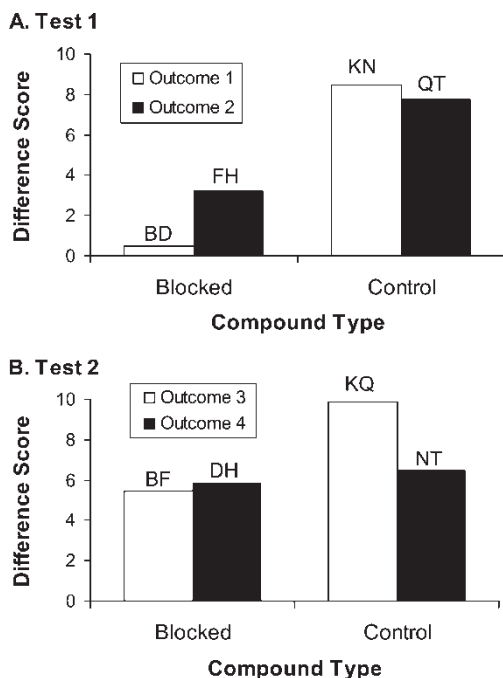 A. Test 1
10
8
6
4
2
0
Difference Score
Outcome 1
Outcome 2
BD
FH
KN
QT
Blocked
Control
Compound Type
B. Test 2
10
8
6
4
2
0
Difference Score
Outcome 3
Outcome 4
BF
DH
KQ
NT
Blocked
Control
Compound Type